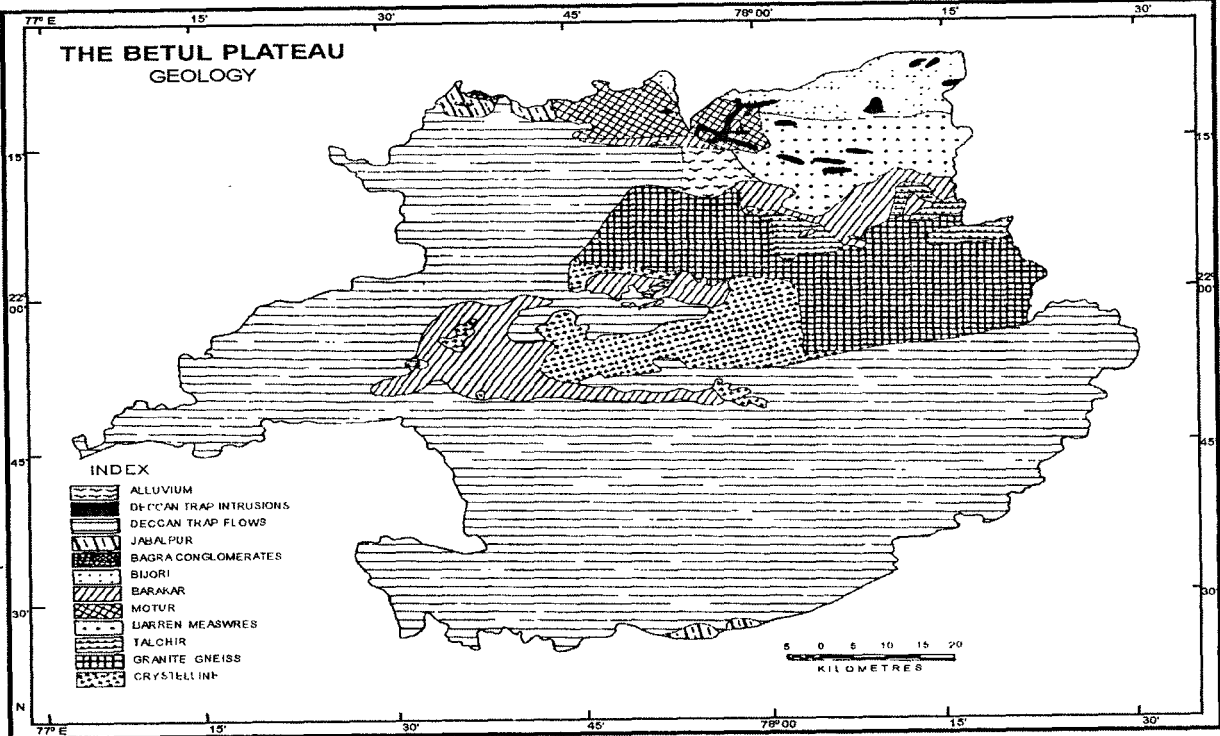 77° E 15' 30' 45' 78° 00' 15' 30'
THE BETUL PLATEAU
GEOLOGY
15' 15'
22° 00' 22° 00'
45' 45'
INDEX
ALLUVIUM
DECCAN TRAP INTRUSIONS
DECCAN TRAP FLOWS
JABALPUR
BAGRA CONGLOMERATES
BIJORI
BARAKAR
MOTUR
BARREN MEASWRES
TALCHIR
GRANITE GNEISS
CRYSTELLINE
30' 30'
5 0 5 10 15 20
KILOMETRES
N
77° E 15' 30' 45' 78° 00 15' 30'